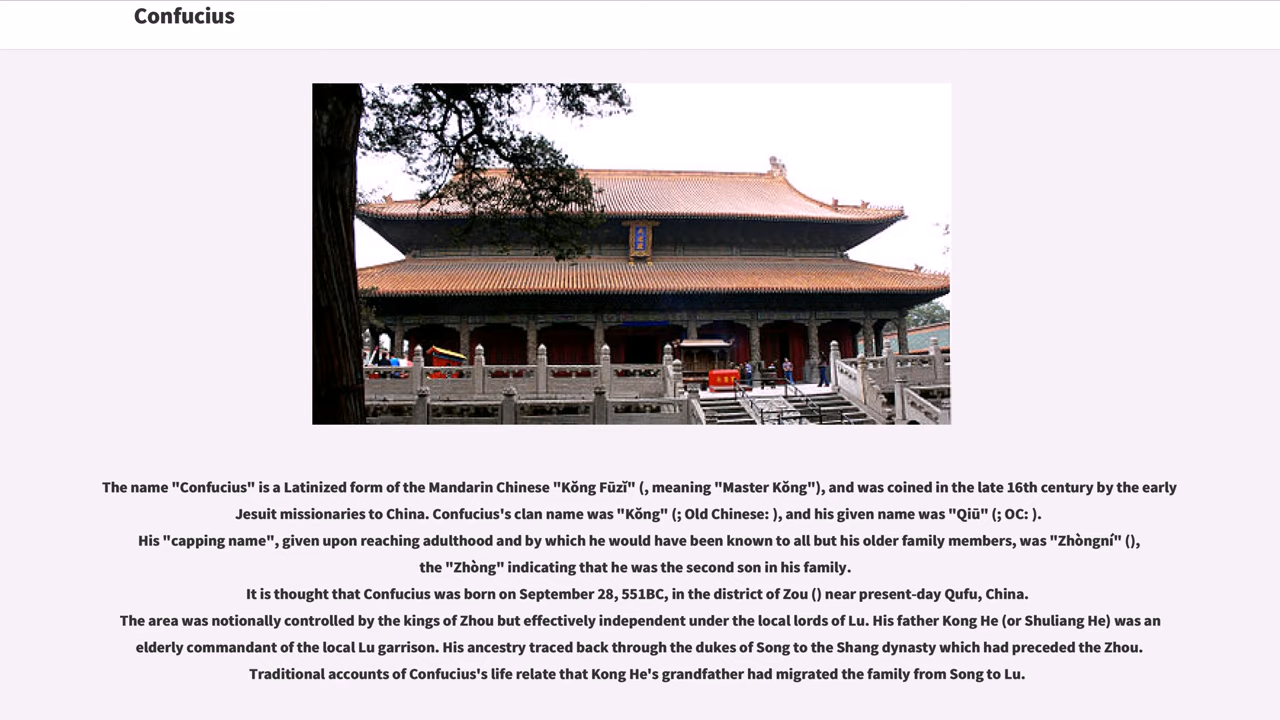 Confucius
The name "Confucius" is a Latinized form of the Mandarin Chinese "Kǒng Fūzǐ" (, meaning "Master Kǒng"), and was coined in the late 16th century by the early
Jesuit missionaries to China. Confucius's clan name was "Kǒng" (; Old Chinese: ), and his given name was "Qiū" (; OC: ).
His "capping name", given upon reaching adulthood and by which he would have been known to all but his older family members, was "Zhòngní" (),
the "Zhòng" indicating that he was the second son in his family.
It is thought that Confucius was born on September 28, 551BC, in the district of Zou () near present-day Qufu, China.
The area was notionally controlled by the kings of Zhou but effectively independent under the local lords of Lu. His father Kong He (or Shuliang He) was an
elderly commandant of the local Lu garrison. His ancestry traced back through the dukes of Song to the Shang dynasty which had preceded the Zhou.
Traditional accounts of Confucius's life relate that Kong He's grandfather had migrated the family from Song to Lu.